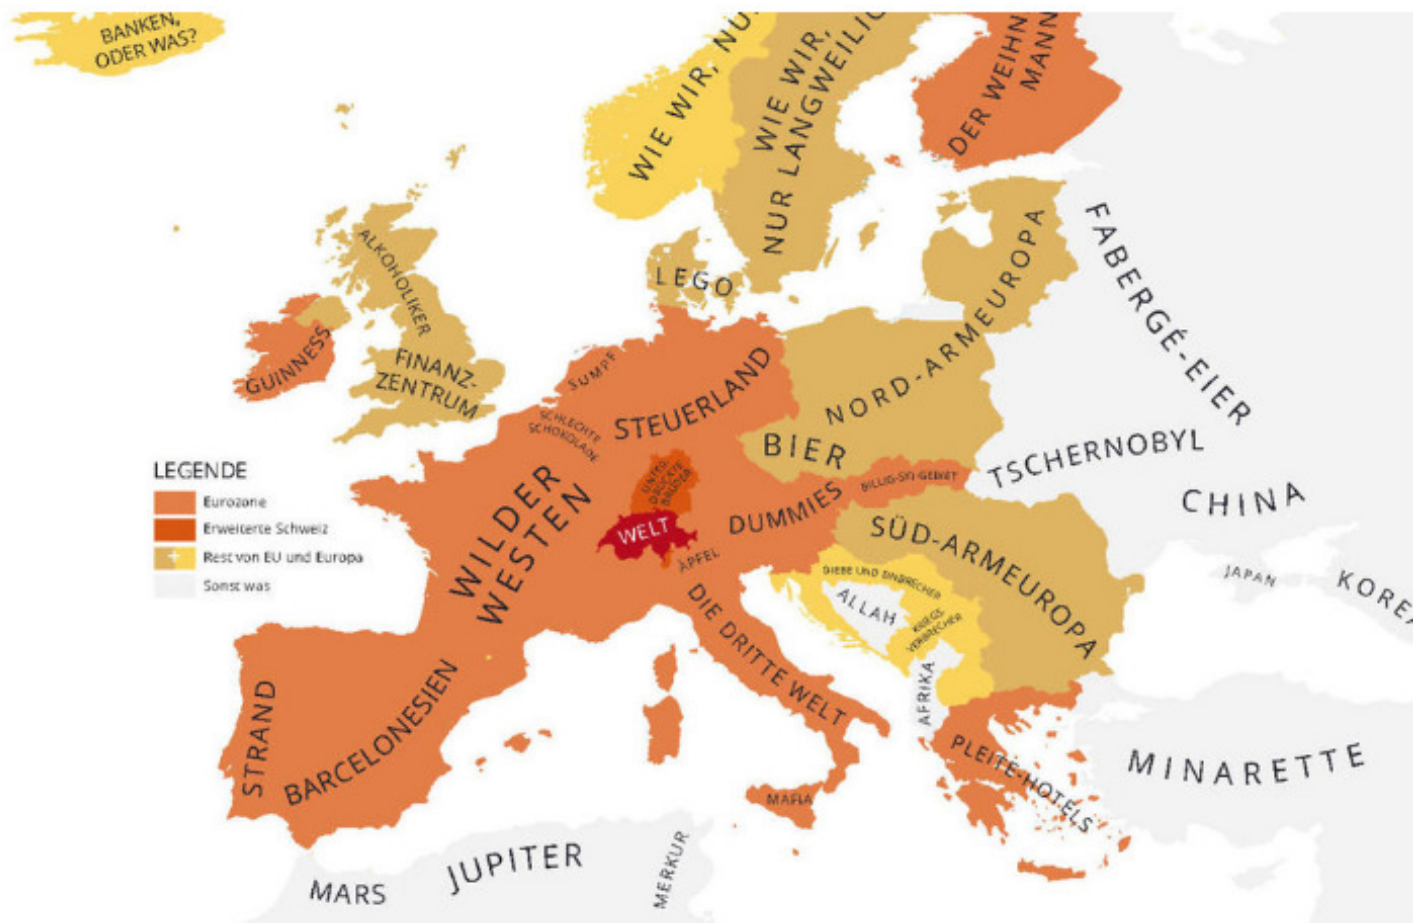 BANKEN,
ODER WAS?
WIE WIR,
WIE WIR,
NUR LANGWEILIG
DER WEIHN
MANN
ALKOHOLIKER
LEGO
GUINNESS
FINANZ-
ZENTRUM
SUMPF
SCHLECHTE
SCHOKOLADE
STEUERLAND
NORD-ARMEUROPA
FABERGÉ-EIER
BIER
TSCHERNOBYL
LEGENDE
Eurozone
Erweiterte Schweiz
Rest von EU und Europa
Sonst was
WILDER
WESTEN
UNTER-
DRÜCKTE
BRÜDER
WELT
DUMMIES
BILLIG-SKI-GEBIET
CHINA
SÜD-ARMEUROPA
ÄPFEL
DIEBE UND EINBRECHER
ALLAH
KRIEGS-
VERBRECHER
JAPAN
KOREA
DIE DRITTE WELT
STRAND
BARCELONESIEN
AFRIKA
PLEITE-HOTELS
MINARETTE
MAFIA
MARS
JUPITER
MERKUR